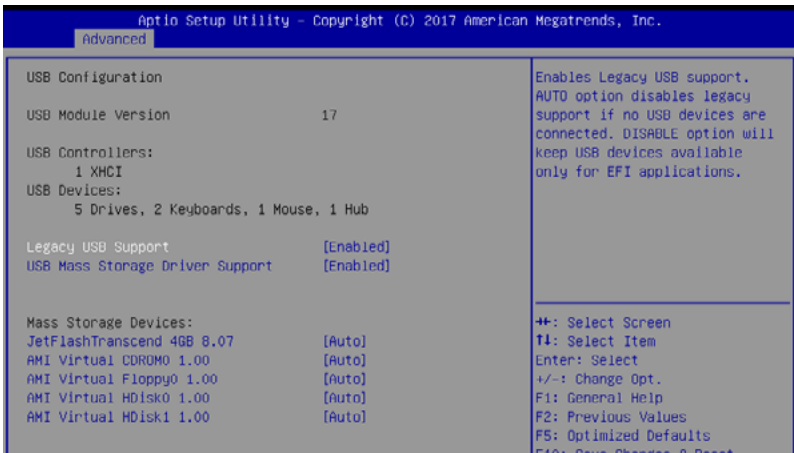 Aptio Setup Utility – Copyright (C) 2017 American Megatrends, Inc.
Advanced
USB Configuration
USB Module Version 17
USB Controllers:
1 XHCI
USB Devices:
5 Drives, 2 Keyboards, 1 Mouse, 1 Hub
Legacy USB Support [Enabled]
USB Mass Storage Driver Support [Enabled]
Mass Storage Devices:
JetFlashTranscend 4GB 8.07 [Auto]
AMI Virtual CDROM0 1.00 [Auto]
AMI Virtual Floppy0 1.00 [Auto]
AMI Virtual HDisk0 1.00 [Auto]
AMI Virtual HDisk1 1.00 [Auto]
Enables Legacy USB support.
AUTO option disables legacy
support if no USB devices are
connected. DISABLE option will
keep USB devices available
only for EFI applications.
→←: Select Screen
↑↓: Select Item
Enter: Select
+/-: Change Opt.
F1: General Help
F2: Previous Values
F5: Optimized Defaults
F10: Save Changes & Reset